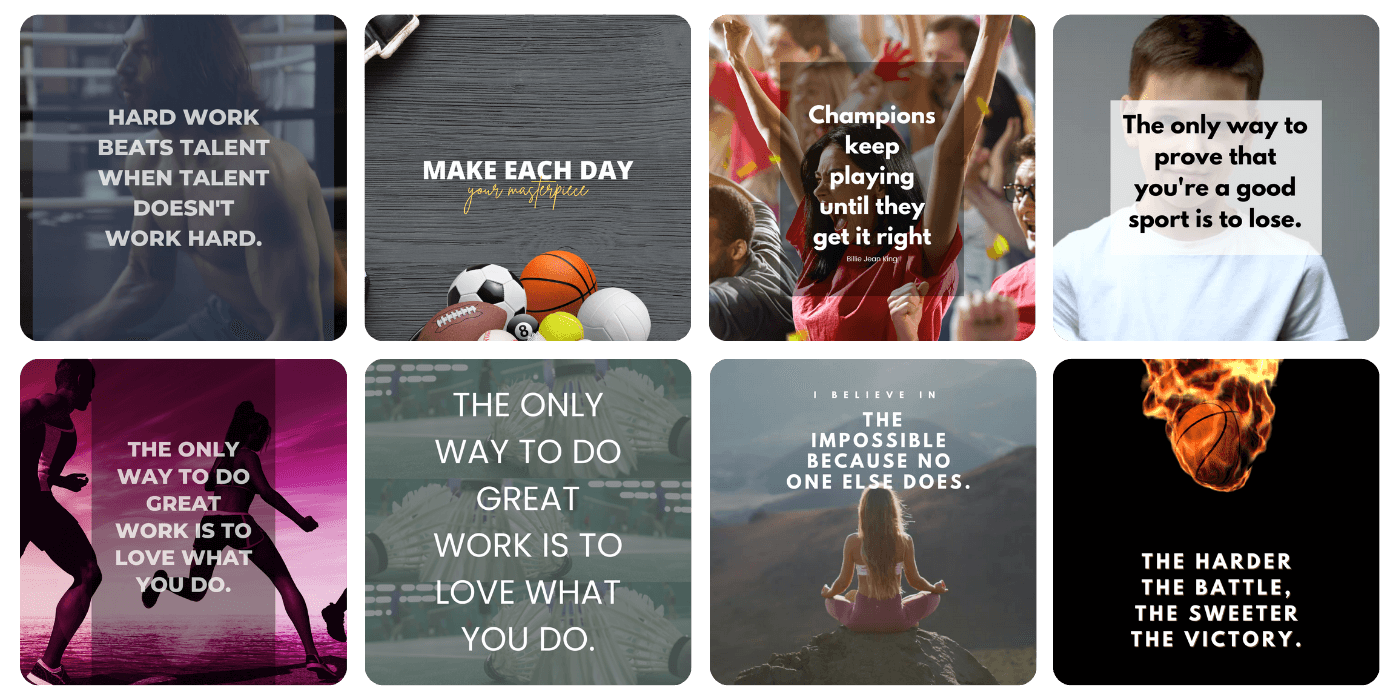 HARD WORK
BEATS TALENT
WHEN TALENT
DOESN'T
WORK HARD.
MAKE EACH DAY
your masterpiece
Champions
keep
playing
until they
get it right
Billie Jean King
The only way to
prove that
you're a good
sport is to lose.
THE ONLY
WAY TO DO
GREAT
WORK IS TO
LOVE WHAT
YOU DO.
THE ONLY
WAY TO DO
GREAT
WORK IS TO
LOVE WHAT
YOU DO.
I BELIEVE IN
THE
IMPOSSIBLE
BECAUSE NO
ONE ELSE DOES.
8
THE HARDER
THE BATTLE,
THE SWEETER
THE VICTORY.